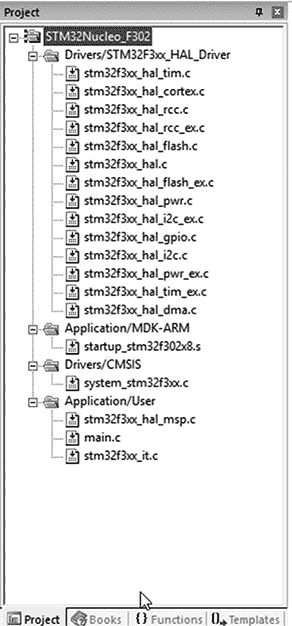 Project
STM32Nucleo_F302
Drivers/STM32F3xx_HAL_Driver
stm32f3xx_hal_tim.c
stm32f3xx_hal_cortex.c
stm32f3xx_hal_rcc.c
stm32f3xx_hal_rcc_ex.c
stm32f3xx_hal_flash.c
stm32f3xx_hal.c
stm32f3xx_hal_flash_ex.c
stm32f3xx_hal_pwr.c
stm32f3xx_hal_i2c_ex.c
stm32f3xx_hal_gpio.c
stm32f3xx_hal_i2c.c
stm32f3xx_hal_pwr_ex.c
stm32f3xx_hal_tim_ex.c
stm32f3xx_hal_dma.c
Application/MDK-ARM
startup_stm32f302x8.s
Drivers/CMSIS
system_stm32f3xx.c
Application/User
stm32f3xx_hal_msp.c
main.c
stm32f3xx_it.c
Project Books {} Functions 0 Templates